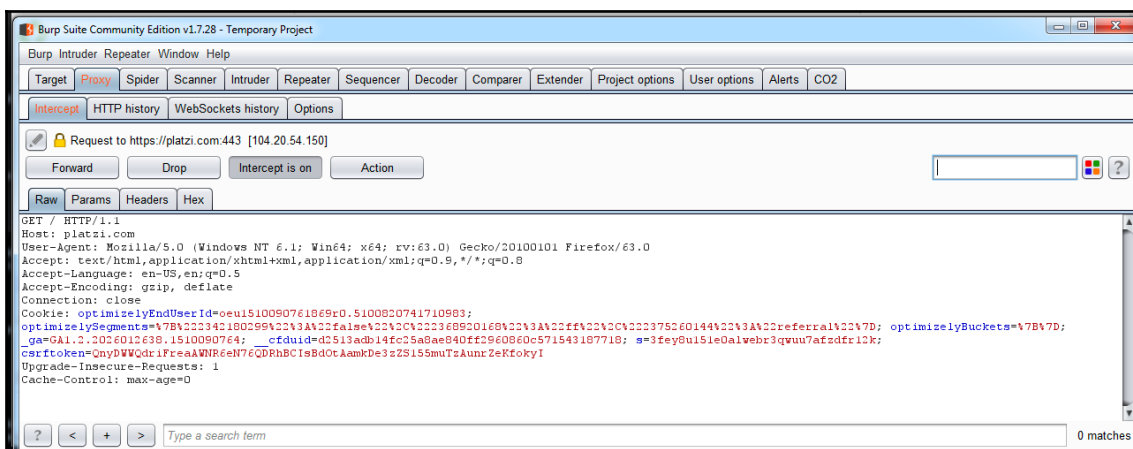 Burp Suite Community Edition v1.7.28 - Temporary Project
Burp Intruder Repeater Window Help
Target Proxy Spider Scanner Intruder Repeater Sequencer Decoder Comparer Extender Project options User options Alerts CO2
Intercept HTTP history WebSockets history Options
Request to https://platzi.com:443 [104.20.54.150]
Forward Drop Intercept is on Action ?
Raw Params Headers Hex
GET / HTTP/1.1
Host: platzi.com
User-Agent: Mozilla/5.0 (Windows NT 6.1; Win64; x64; rv:63.0) Gecko/20100101 Firefox/63.0
Accept: text/html,application/xhtml+xml,application/xml;q=0.9,*/*;q=0.8
Accept-Language: en-US,en;q=0.5
Accept-Encoding: gzip, deflate
Connection: close
Cookie: optimizelyEndUserId=oeu1510090761869r0.5100820741710983;
optimizelySegments=%7B%222342180299%22%3A%22false%22%2C%222368920168%22%3A%22ff%22%2C%222375260144%22%3A%22referral%22%7D; optimizelyBuckets=%7B%7D;
_ga=GA1.2.2026012638.1510090764; __cfduid=d2513adb14fc25a8ae840ff2960860c571543187718; s=3fey8u151e0a1webr3qwuu7afzdfr12k;
csrftoken=QnyDWWQdriFreaAWNR6eN76QDRhBCIsBdOtAamkDe3zZS155muTzAunrZeKfokyI
Upgrade-Insecure-Requests: 1
Cache-Control: max-age=0
? < + > Type a search term 0 matches